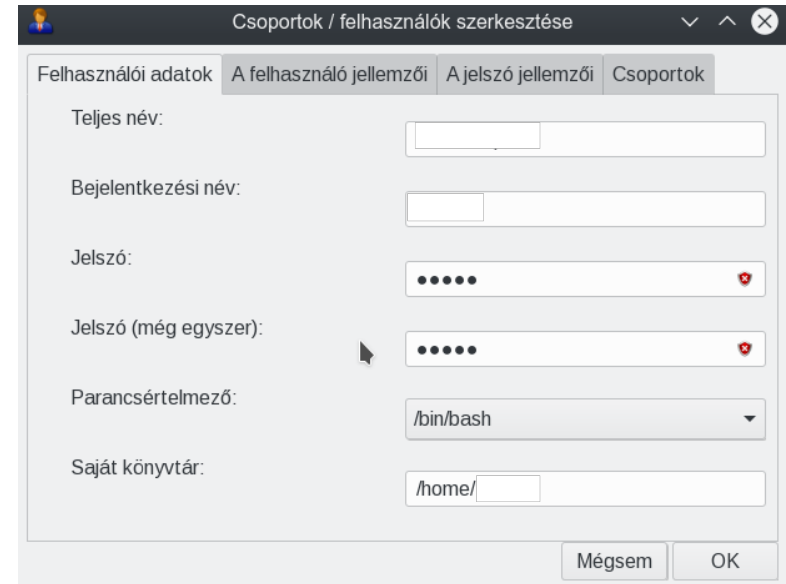 Csoportok / felhasználók szerkesztése
Felhasználói adatok A felhasználó jellemzői A jelszó jellemzői Csoportok
Teljes név:
Bejelentkezési név:
Jelszó:
●●●●●
Jelszó (még egyszer):
●●●●●
Parancsértelmező:
/bin/bash
Saját könyvtár:
/home/
Mégsem OK